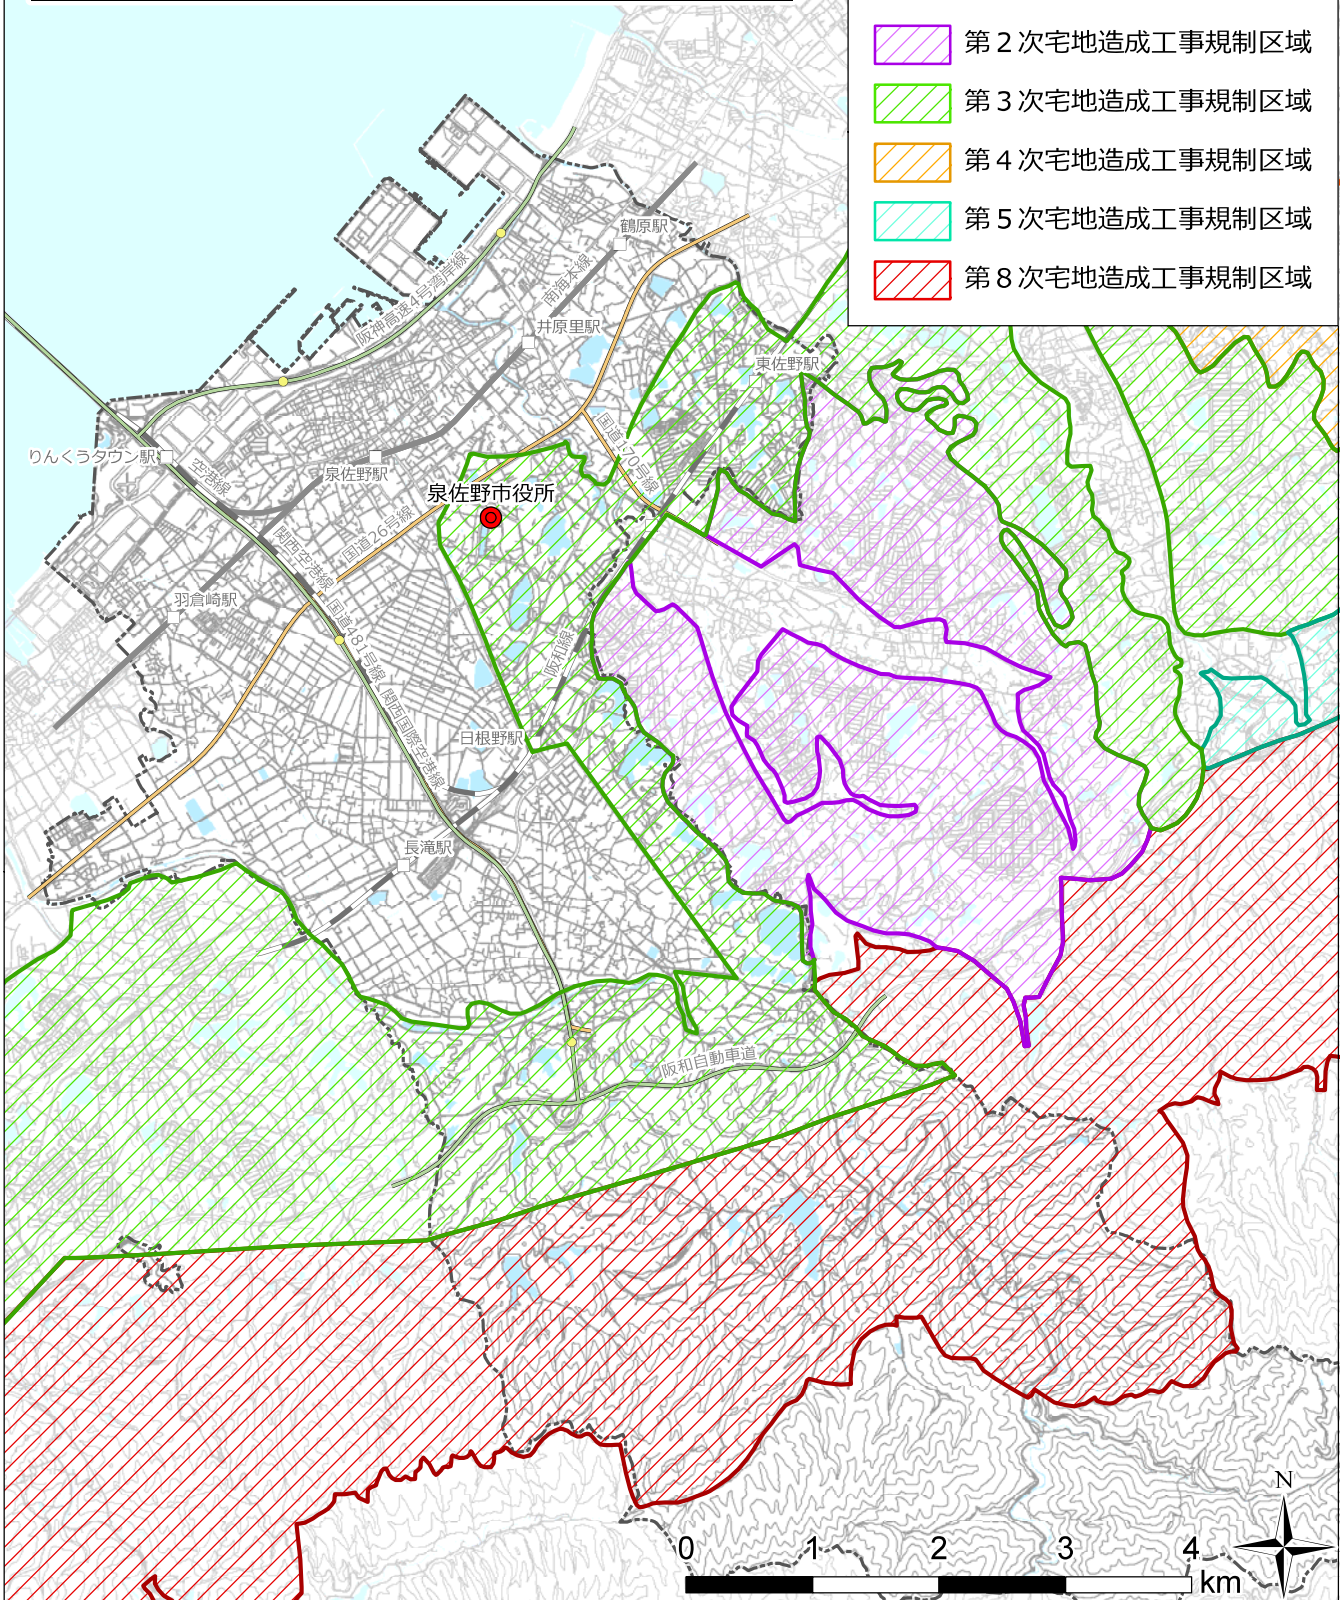 第２次宅地造成工事規制区域
第３次宅地造成工事規制区域
第４次宅地造成工事規制区域
第５次宅地造成工事規制区域
第８次宅地造成工事規制区域
鶴原駅
南海本線
阪神高速4号湾岸線
井原里駅
東佐野駅
国道170号線
りんくうタウン駅
空港線
泉佐野駅
泉佐野市役所
国道26号線
関西空港線
羽倉崎駅
国道481号線
阪和線
関西国際空港線
日根野駅
長滝駅
阪和自動車道
N
0 1 2 3 4
km